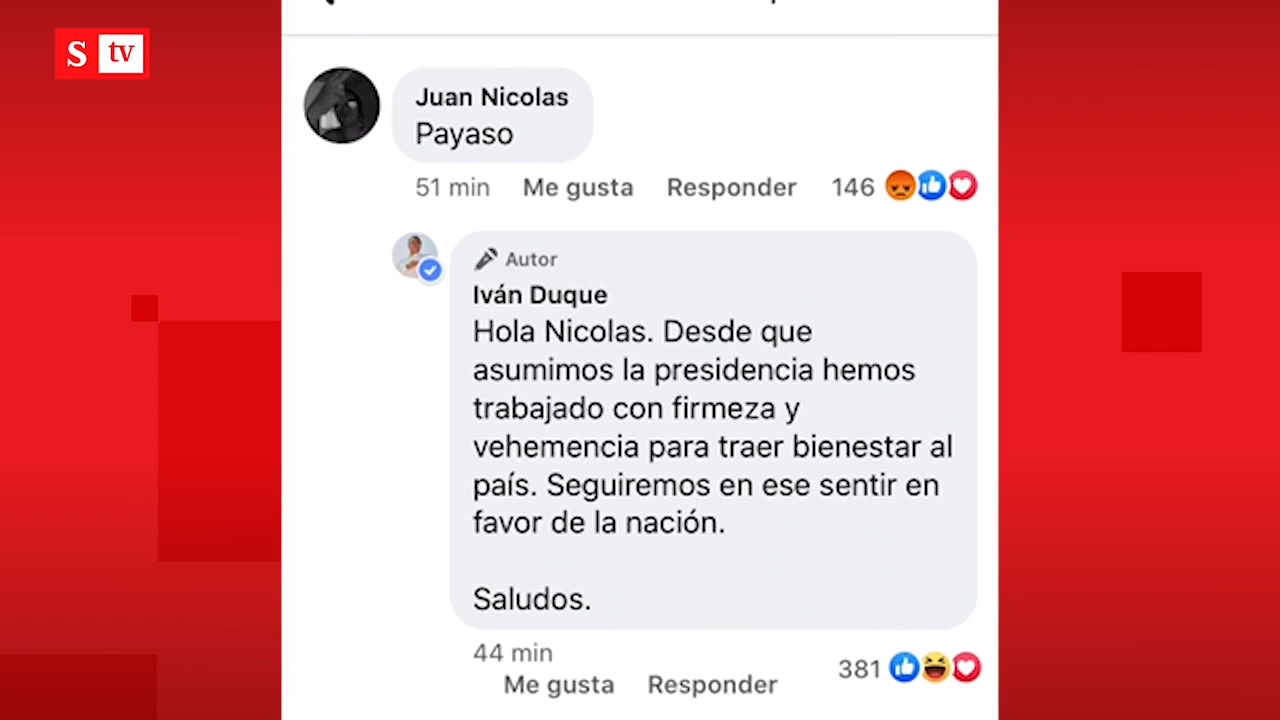 S tv
Juan Nicolas
Payaso
51 min Me gusta Responder 146
Autor
Iván Duque
Hola Nicolas. Desde que
asumimos la presidencia hemos
trabajado con firmeza y
vehemencia para traer bienestar al
país. Seguiremos en ese sentir en
favor de la nación.
Saludos.
44 min
Me gusta Responder 381